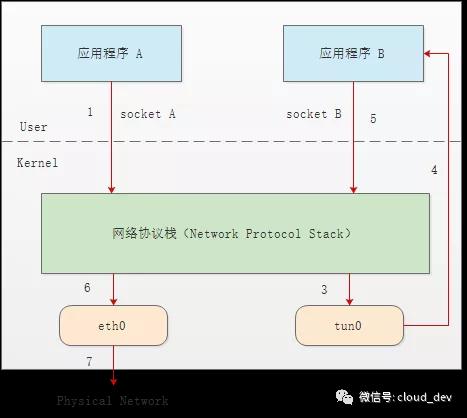 应用程序 A
应用程序 B
1
socket A
socket B
5
User
Kernel
4
网络协议栈（Network Protocol Stack）
6
3
eth0
tun0
7
Physical Network
微信号: cloud_dev